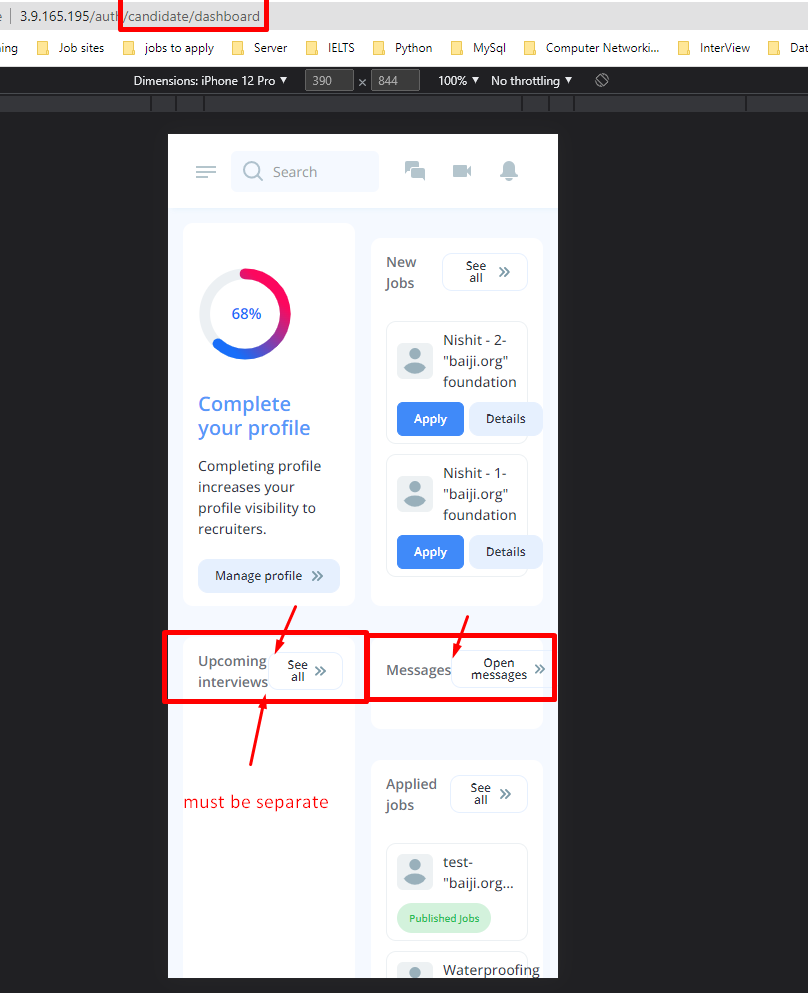 3.9.165.195/auth/candidate/dashboard
Job sites
jobs to apply
Server
IELTS
Python
MySql
Computer Networki...
InterView
Dimensions: iPhone 12 Pro ▼
390 × 844
100% ▼
No throttling ▼
Search
68%
Complete
your profile
Completing profile
increases your
profile visibility to
recruiters.
Manage profile
New
Jobs
See
all
Nishit - 2-
"baiji.org"
foundation
Apply
Details
Nishit - 1-
"baiji.org"
foundation
Apply
Details
Upcoming
interviews
See
all
Messages
Open
messages
must be separate
Applied
jobs
See
all
test-
"baiji.org...
Published Jobs
Waterproofing